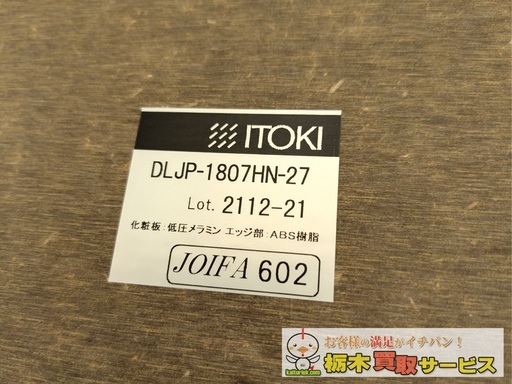 ITOKI
DLJP-1807HN-27
Lot. 2112-21
化粧板:低圧メラミン エッジ部:ABS樹脂
JOIFA 602
お客様の満足がイチバン!
栃木買取サービス